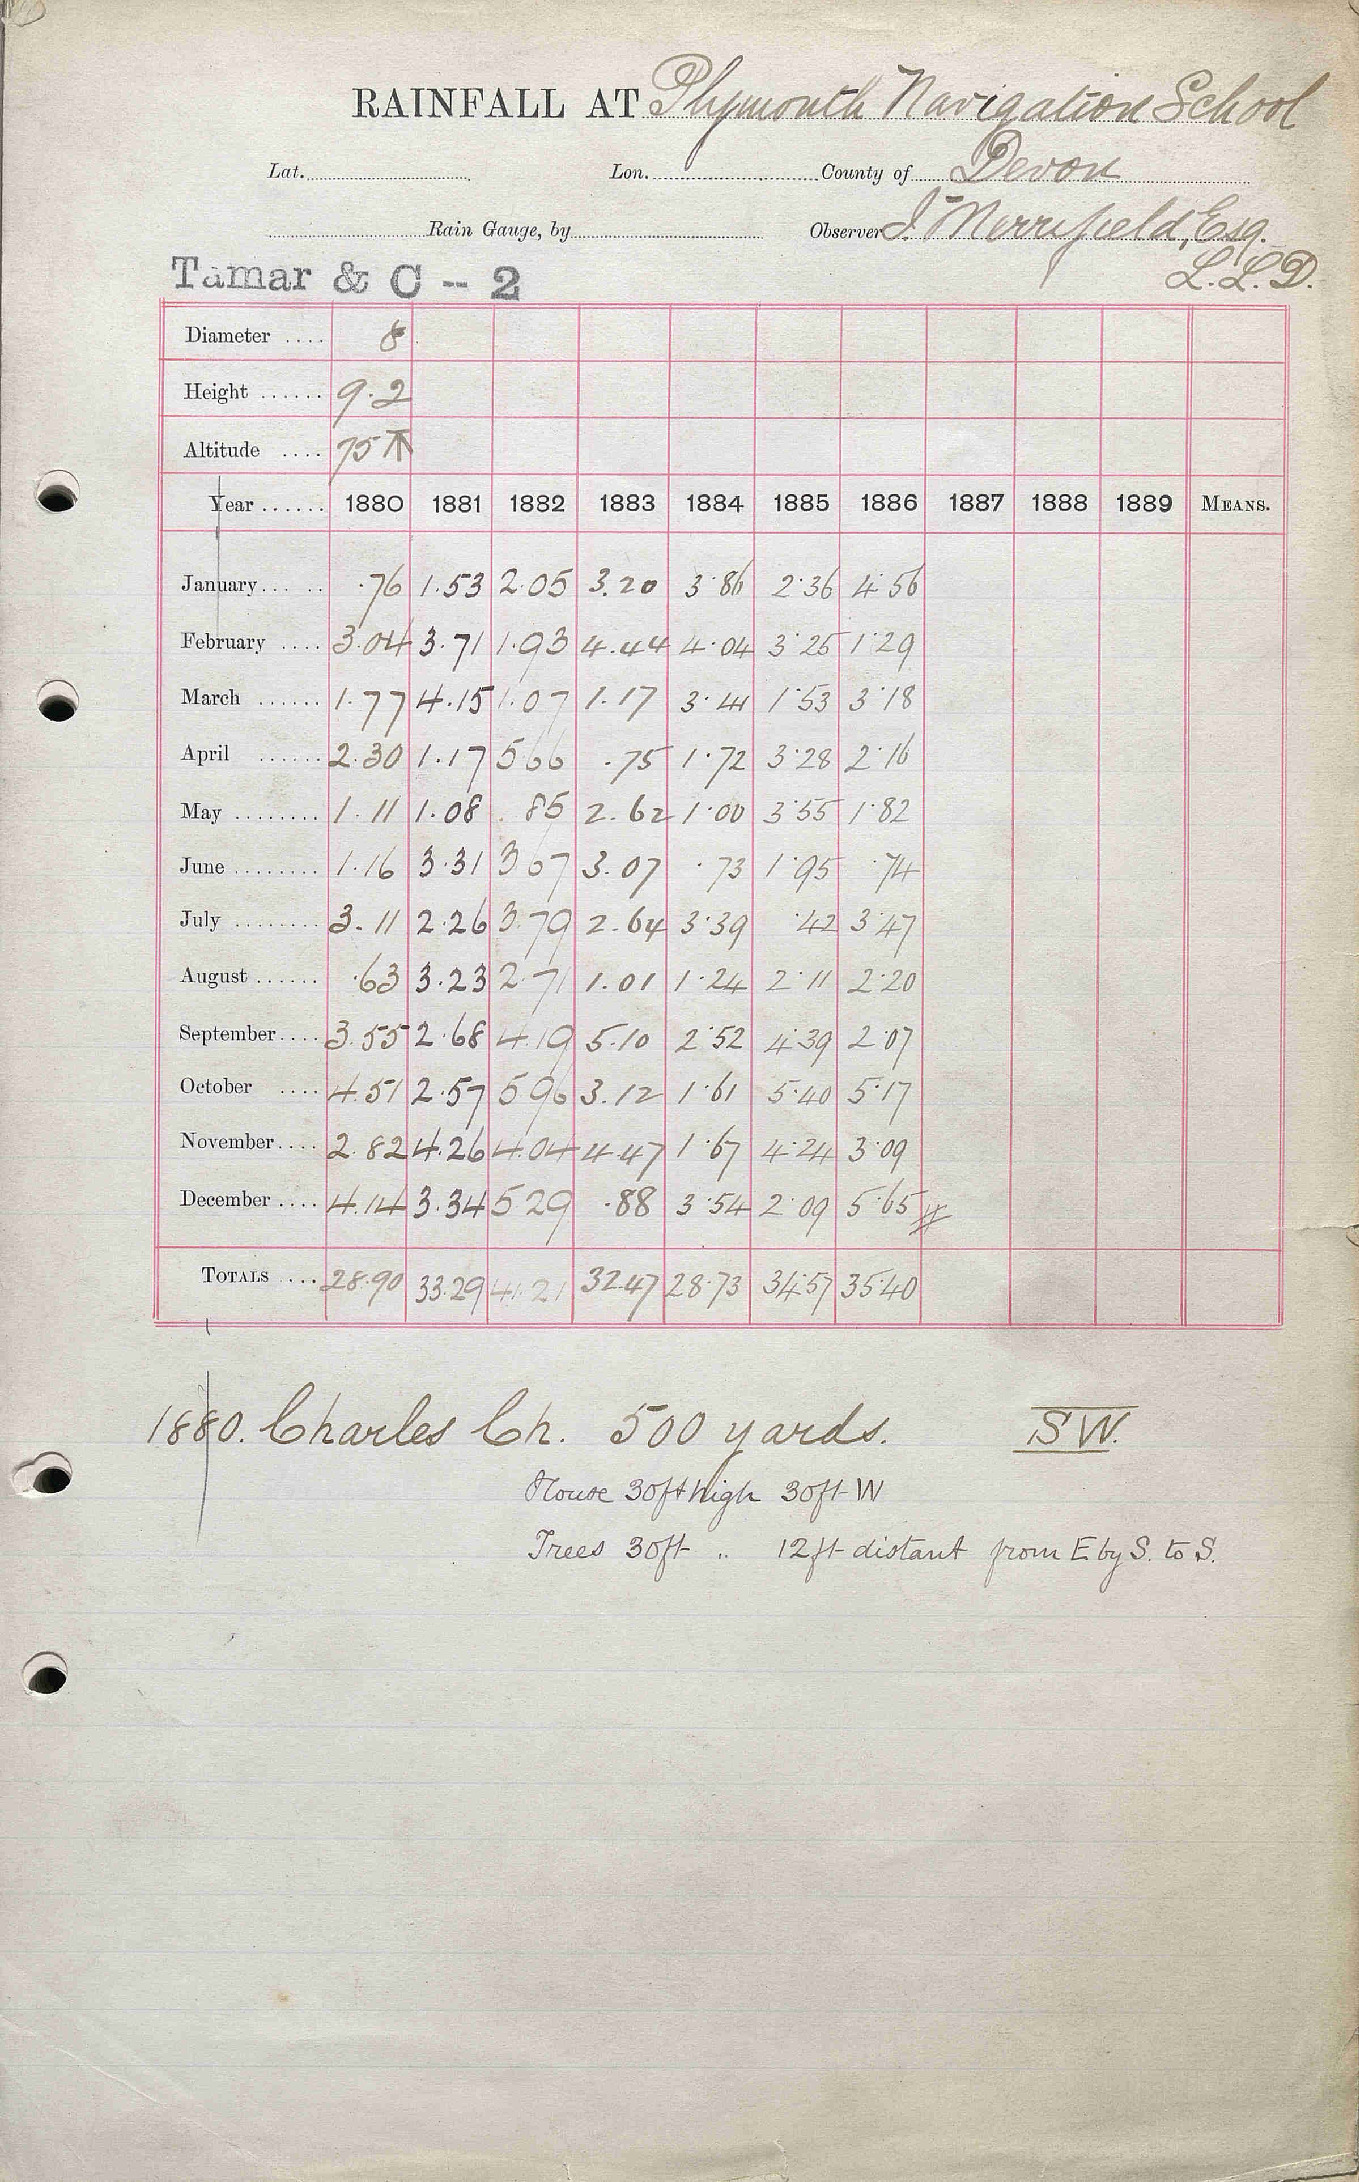 RAINFALL AT Plymouth Navigation School
Lat. Lon. County of Devon
Rain Gauge, by Observer J. Merrifield, Esq.
L.L.D.
Tamar & C -- 2
Diameter .... 8
Height ...... 9.2
Altitude .... 75
Year ...... 1880 1881 1882 1883 1884 1885 1886 1887 1888 1889 MEANS.
January ...... .76 1.53 2.05 3.20 3.86 2.36 4.56
February .... 3.04 3.71 1.93 4.44 4.04 3.25 1.29
March ...... 1.77 4.15 1.07 1.17 3.41 1.53 3.18
April ...... 2.30 1.17 5 66 .75 1.72 3.28 2.16
May ........ 1.11 1.08 .85 2.62 1.00 3.55 1.82
June ........ 1.16 3.31 3 67 3.07 .73 1.95 .74
July ........ 3.11 2.26 3.79 2.64 3.39 .42 3.47
August ...... .63 3.23 2.71 1.01 1.24 2.11 2.20
September .... 3.55 2.68 4.19 5.10 2.52 4.39 2.07
October .... 4.51 2.57 5 96 3.12 1.61 5.40 5.17
November .... 2.82 4.26 4.04 4.47 1.67 4.24 3.09
December .... 4.14 3.34 5 29 .88 3.54 2.09 5.65 #
TOTALS .... 28.90 33.29 41.21 32.47 28.73 34.57 35.40
1880. Charles Ch. 500 yards. SW.
House 30ft high 30ft W
Trees 30ft .. 12ft distant from E by S. to S.